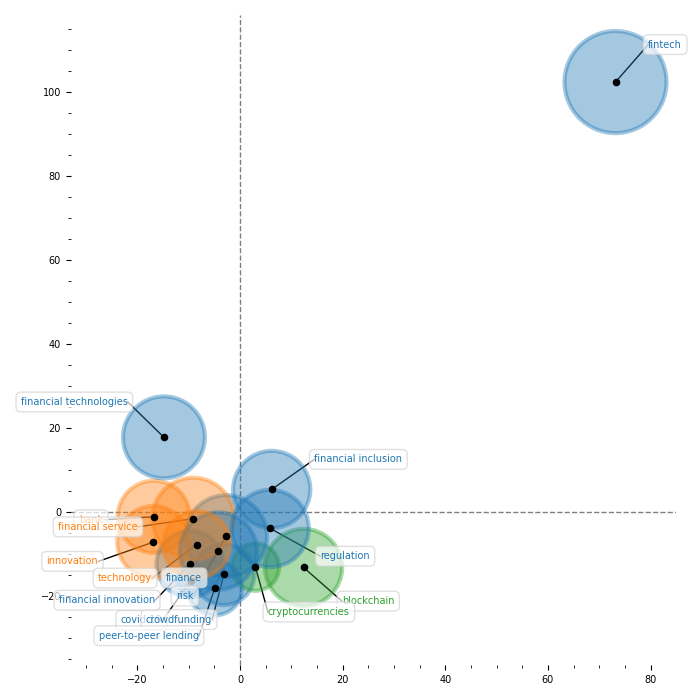 fintech
100
80
60
40
20
financial technologies
financial inclusion
0
financial service
regulation
innovation
technology
finance
−20
financial innovation
risk
blockchain
cryptocurrencies
peer-to-peer lending
−20
0
20
40
60
80